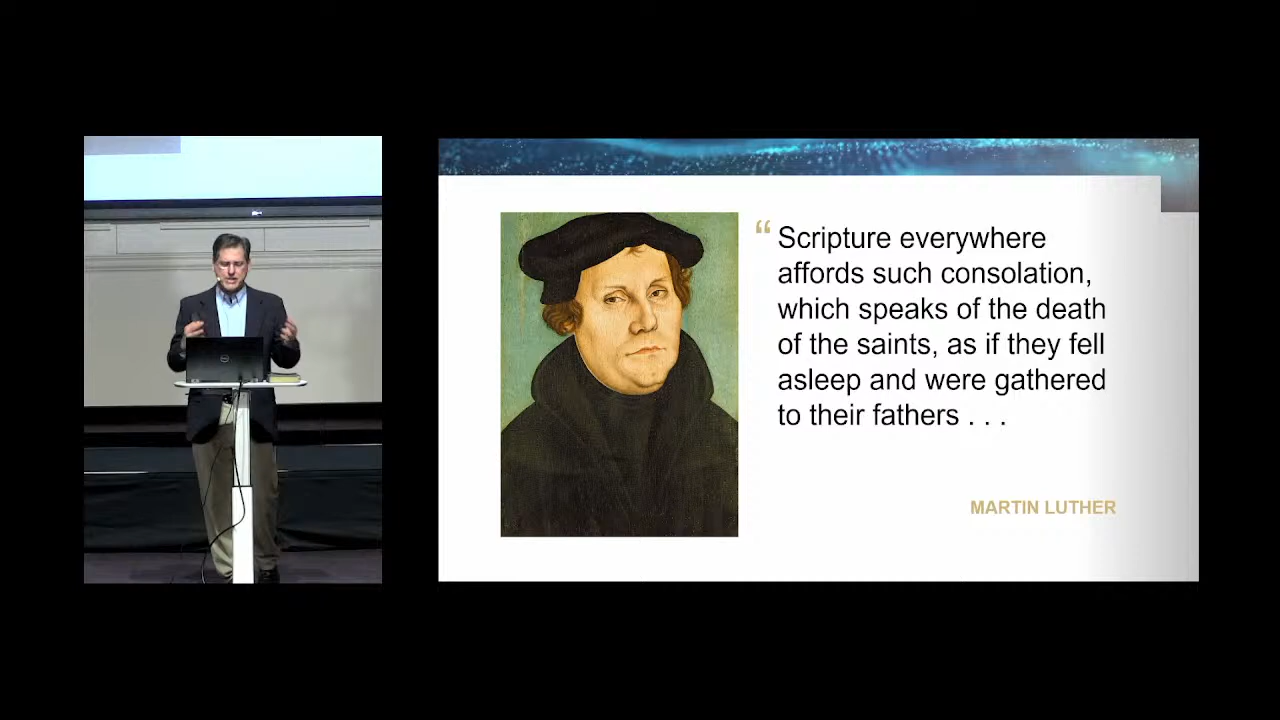 “ Scripture everywhere
affords such consolation,
which speaks of the death
of the saints, as if they fell
asleep and were gathered
to their fathers . . .
MARTIN LUTHER